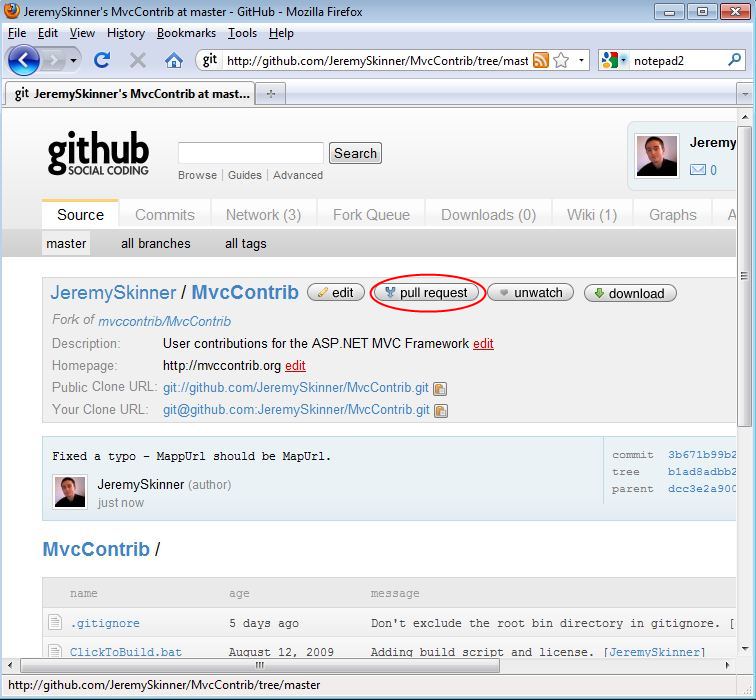 JeremySkinner's MvcContrib at master - GitHub - Mozilla Firefox
File Edit View History Bookmarks Tools Help
git http://github.com/JeremySkinner/MvcContrib/tree/mast notepad2
git JeremySkinner's MvcContrib at mast...
github
SOCIAL CODING
Search
Browse | Guides | Advanced
Jeremy
0
Source Commits Network (3) Fork Queue Downloads (0) Wiki (1) Graphs A
master all branches all tags
JeremySkinner / MvcContrib edit pull request unwatch download
Fork of mvccontrib/MvcContrib
Description: User contributions for the ASP.NET MVC Framework edit
Homepage: http://mvccontrib.org edit
Public Clone URL: git://github.com/JeremySkinner/MvcContrib.git
Your Clone URL: git@github.com:JeremySkinner/MvcContrib.git
Fixed a typo - MappUrl should be MapUrl.
JeremySkinner (author)
just now
commit 3b671b99b2
tree b1ad8adbb2
parent dcc3e2a900
MvcContrib /
name age message
.gitignore 5 days ago Don't exclude the root bin directory in gitignore. [
ClickToBuild.bat August 12, 2009 Adding build script and license. [JeremySkinner]
http://github.com/JeremySkinner/MvcContrib/tree/master